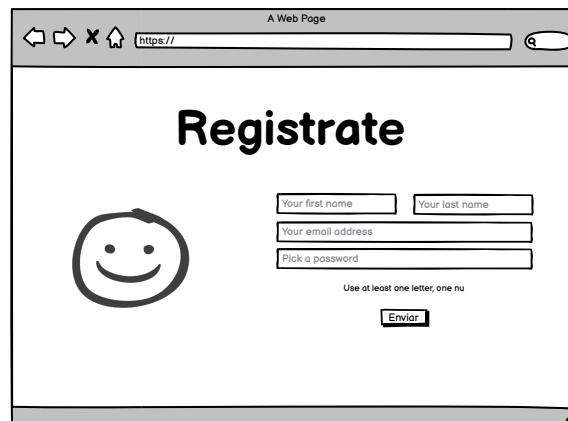 A Web Page
https://
Registrate
Your first name Your last name
Your email address
Pick a password
Use at least one letter, one nu
Enviar